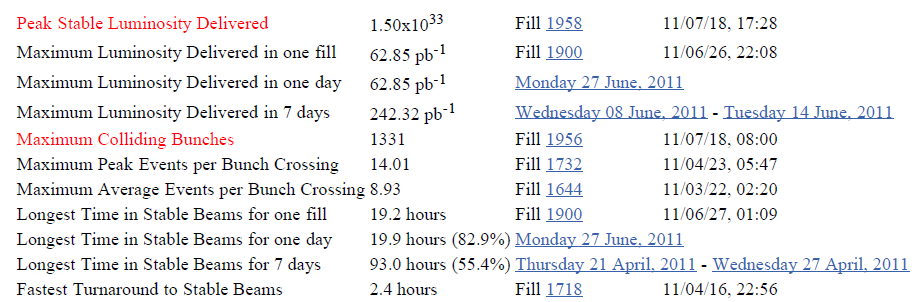 Peak Stable Luminosity Delivered 1.50x10³³ Fill 1958 11/07/18, 17:28
Maximum Luminosity Delivered in one fill 62.85 pb⁻¹ Fill 1900 11/06/26, 22:08
Maximum Luminosity Delivered in one day 62.85 pb⁻¹ Monday 27 June, 2011
Maximum Luminosity Delivered in 7 days 242.32 pb⁻¹ Wednesday 08 June, 2011 - Tuesday 14 June, 2011
Maximum Colliding Bunches 1331 Fill 1956 11/07/18, 08:00
Maximum Peak Events per Bunch Crossing 14.01 Fill 1732 11/04/23, 05:47
Maximum Average Events per Bunch Crossing 8.93 Fill 1644 11/03/22, 02:20
Longest Time in Stable Beams for one fill 19.2 hours Fill 1900 11/06/27, 01:09
Longest Time in Stable Beams for one day 19.9 hours (82.9%) Monday 27 June, 2011
Longest Time in Stable Beams for 7 days 93.0 hours (55.4%) Thursday 21 April, 2011 - Wednesday 27 April, 2011
Fastest Turnaround to Stable Beams 2.4 hours Fill 1718 11/04/16, 22:56